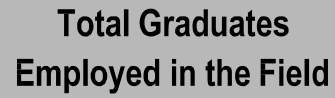 Total Graduates
Employed in the Field